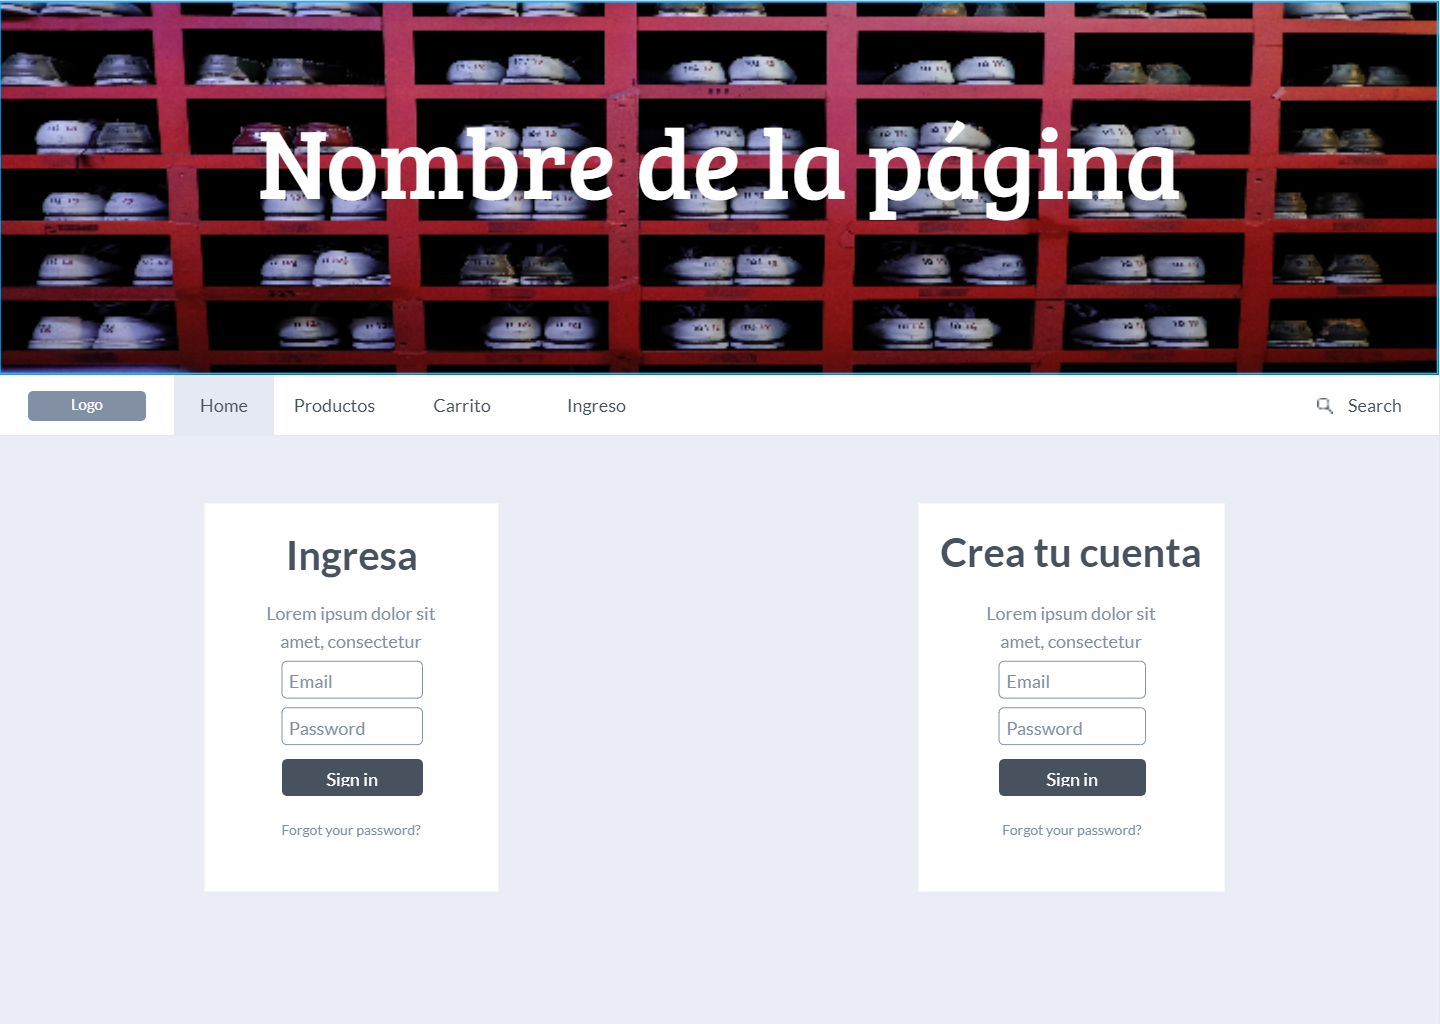 Nombre de la página
Logo Home Productos Carrito Ingreso Search
Ingresa
Lorem ipsum dolor sit
amet, consectetur
Email
Password
Sign in
Forgot your password?
Crea tu cuenta
Lorem ipsum dolor sit
amet, consectetur
Email
Password
Sign in
Forgot your password?